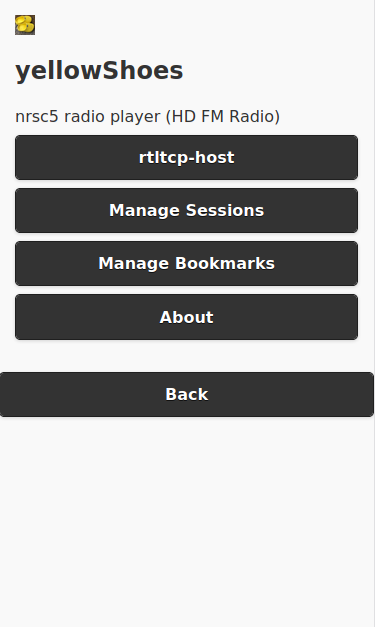 yellowShoes
nrsc5 radio player (HD FM Radio)
rtltcp-host
Manage Sessions
Manage Bookmarks
About
Back